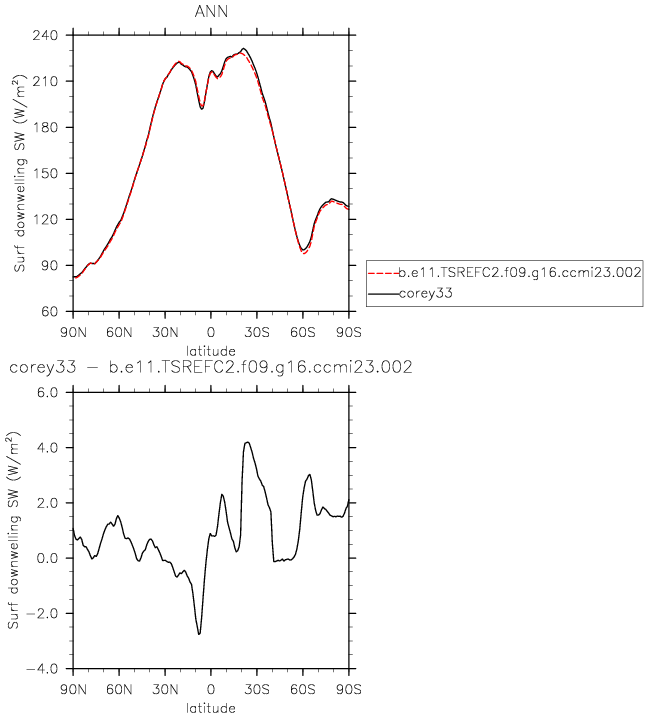 ANN
Surf downwelling SW (W/m²)
240
210
180
150
120
90
60
90N 60N 30N 0 30S 60S 90S
latitude
b.e11.TSREFC2.f09.g16.ccmi23.002
corey33
corey33 − b.e11.TSREFC2.f09.g16.ccmi23.002
Surf downwelling SW (W/m²)
6.0
4.0
2.0
0.0
−2.0
−4.0
90N 60N 30N 0 30S 60S 90S
latitude